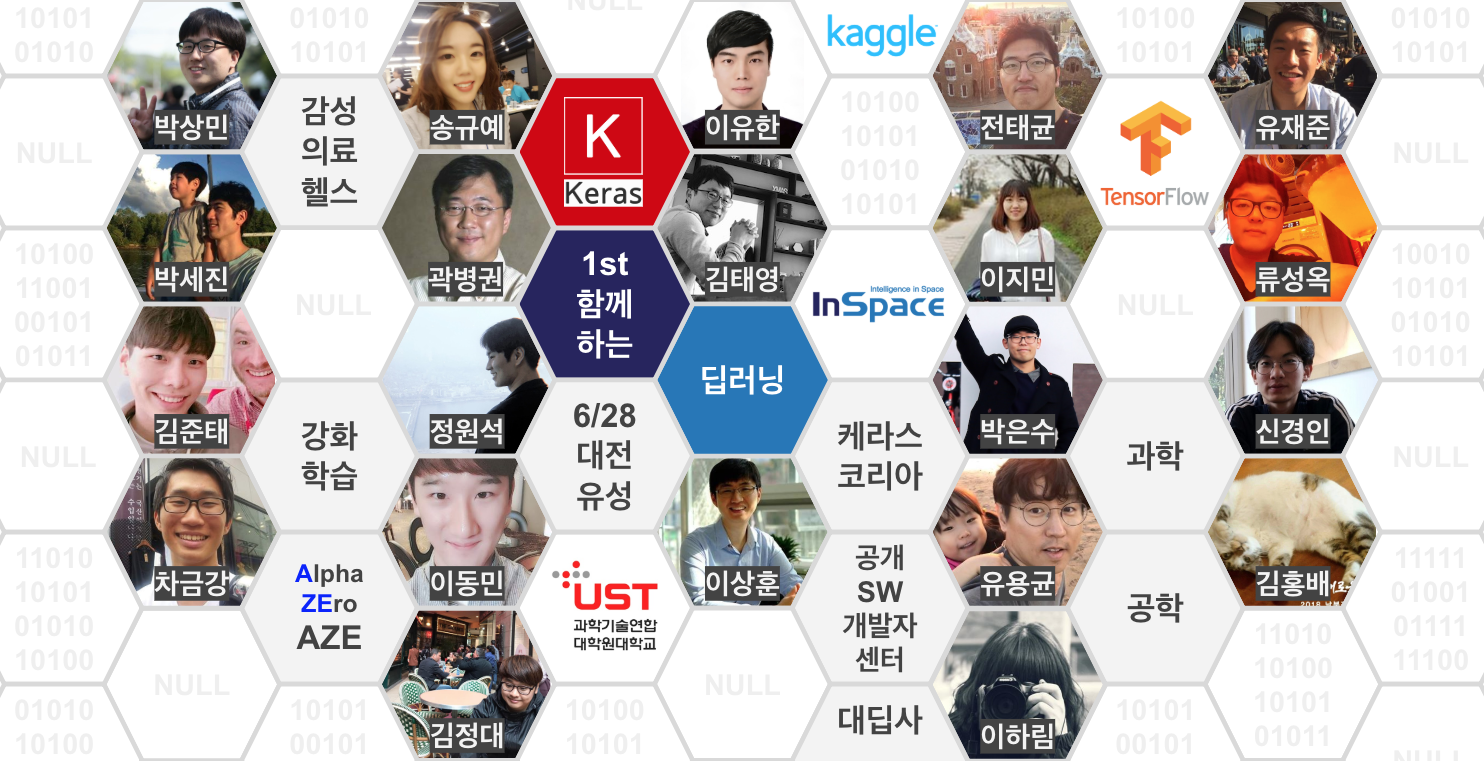 10101
01010
NULL
10100
11001
00101
01011
NULL
11010
10100
01010
10100
01010
10100
박상민
박세진
김준태
차금강
NULL
01010
10101
감성
의료
헬스
NULL
강화
학습
Alpha
ZEro
AZE
10101
00101
송규예
곽병권
정원석
이동민
김정대
NULL
K
Keras
1st
함께
하는
6/28
대전
유성
UST
과학기술연합
대학원대학교
10100
10101
이유한
김태영
딥러닝
이상훈
NULL
kaggle
10100
10101
01010
10101
Intelligence in Space
InSpace
케라스
코리아
공개
SW
개발자
센터
대딥사
전태균
이지민
박은수
유용균
이하림
10100
10101
TensorFlow
NULL
과학
공학
10101
00101
유재준
류성옥
신경인
김홍배
11010
10100
10101
01011
01010
10101
NULL
10010
10101
01010
10101
NULL
11111
01001
01111
11100
NULL